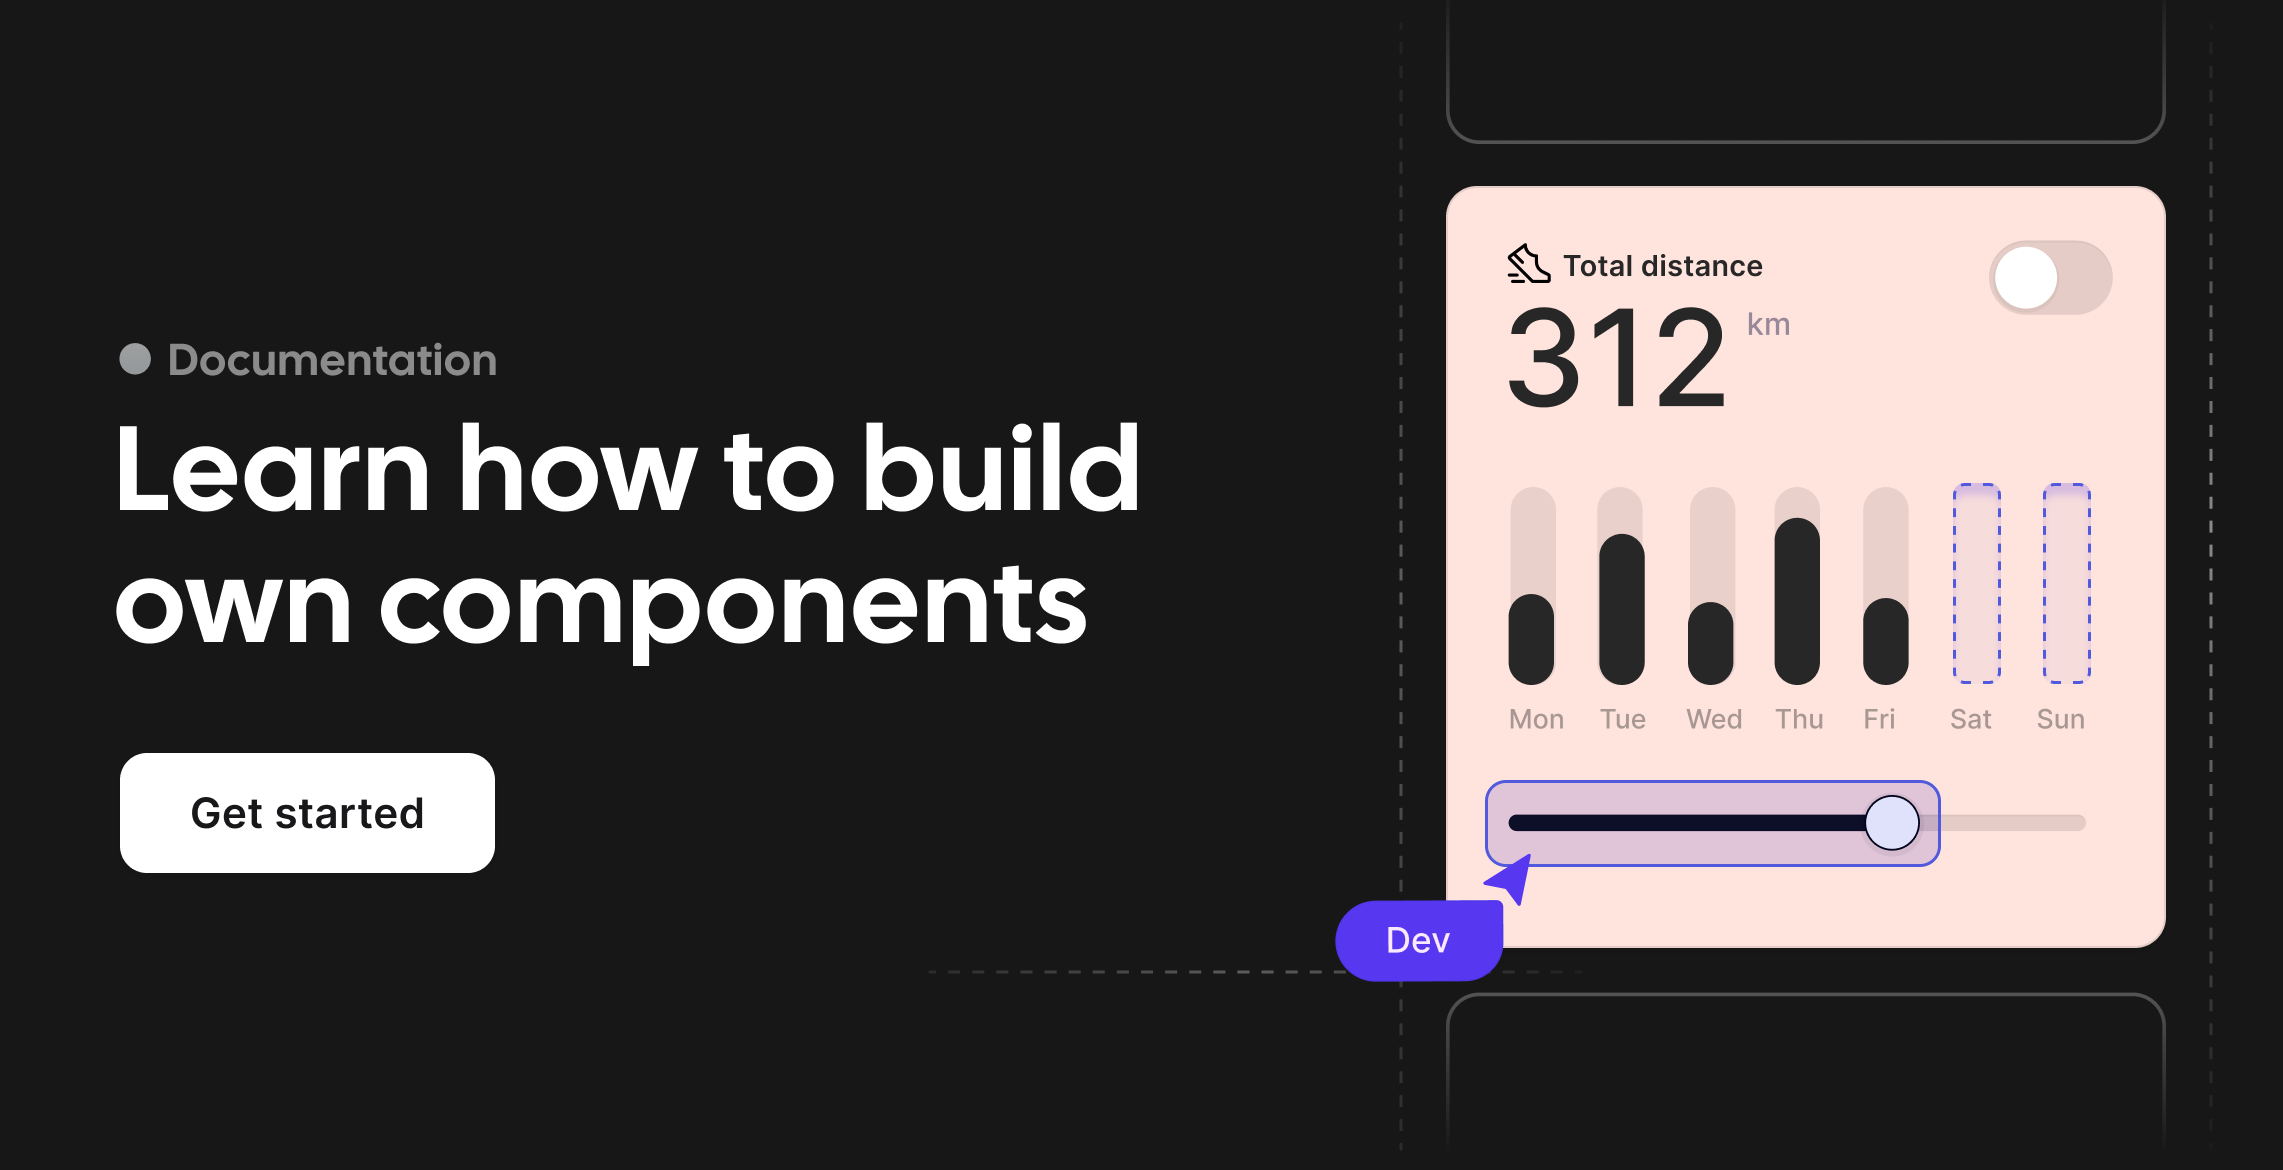 Documentation
Learn how to build
own components
Get started
Total distance
312 km
Mon Tue Wed Thu Fri Sat Sun
Dev